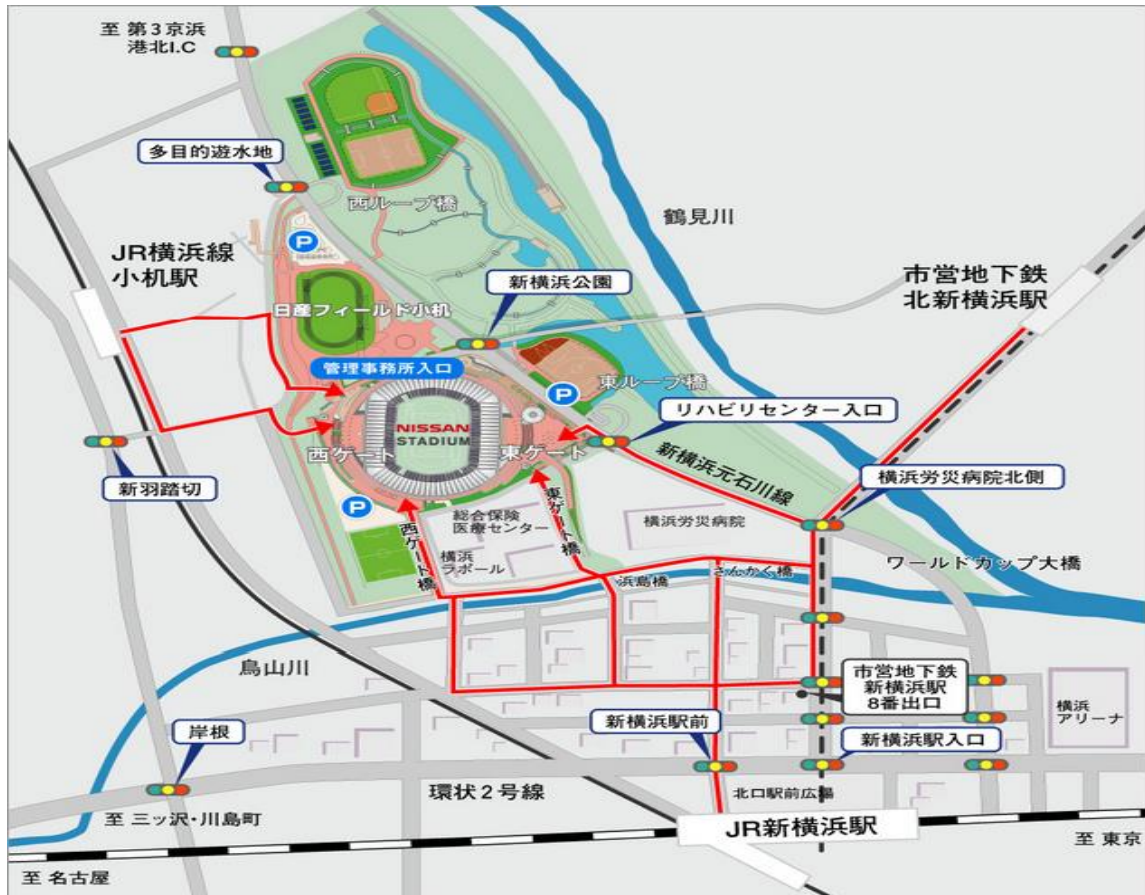 至 第3京浜
港北I.C
多目的遊水地
西ループ橋
鶴見川
P
JR横浜線
小机駅
市営地下鉄
北新横浜駅
新横浜公園
日産フィールド小机
管理事務所入口
P
東ループ橋
リハビリセンター入口
NISSAN
STADIUM
西ゲート
東ゲート
新横浜元石川線
新羽踏切
横浜労災病院北側
P
西ゲート橋
総合保険
医療センター
東ゲート橋
横浜労災病院
横浜
ラポール
浜鳥橋
さんかく橋
ワールドカップ大橋
鳥山川
市営地下鉄
新横浜駅
8番出口
横浜
アリーナ
岸根
新横浜駅前
新横浜駅入口
環状2号線
北口駅前広場
至 三ッ沢・川島町
JR新横浜駅
至 東京
至 名古屋